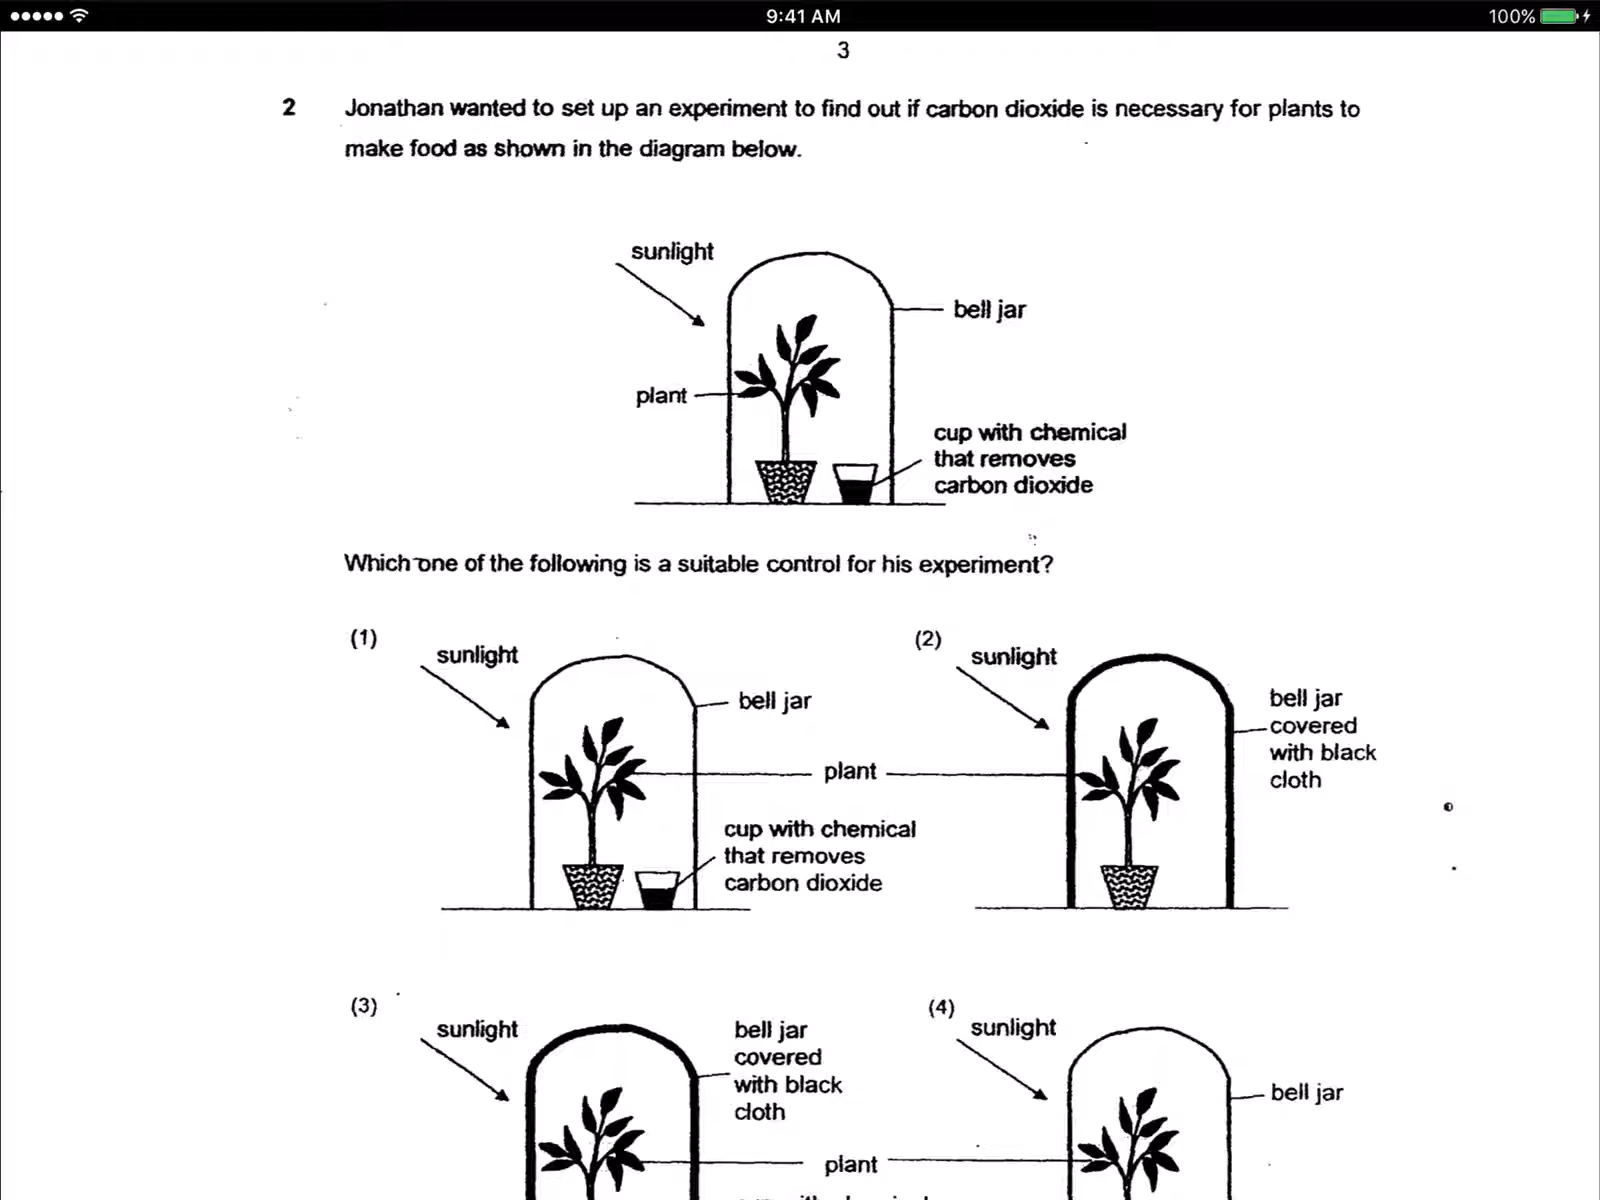 9:41 AM
100%
3
2 Jonathan wanted to set up an experiment to find out if carbon dioxide is necessary for plants to
make food as shown in the diagram below.
sunlight
bell jar
plant
cup with chemical
that removes
carbon dioxide
Which one of the following is a suitable control for his experiment?
(1)
sunlight
bell jar
plant
cup with chemical
that removes
carbon dioxide
(2)
sunlight
bell jar
covered
with black
cloth
(3)
sunlight
bell jar
covered
with black
cloth
plant
(4)
sunlight
bell jar